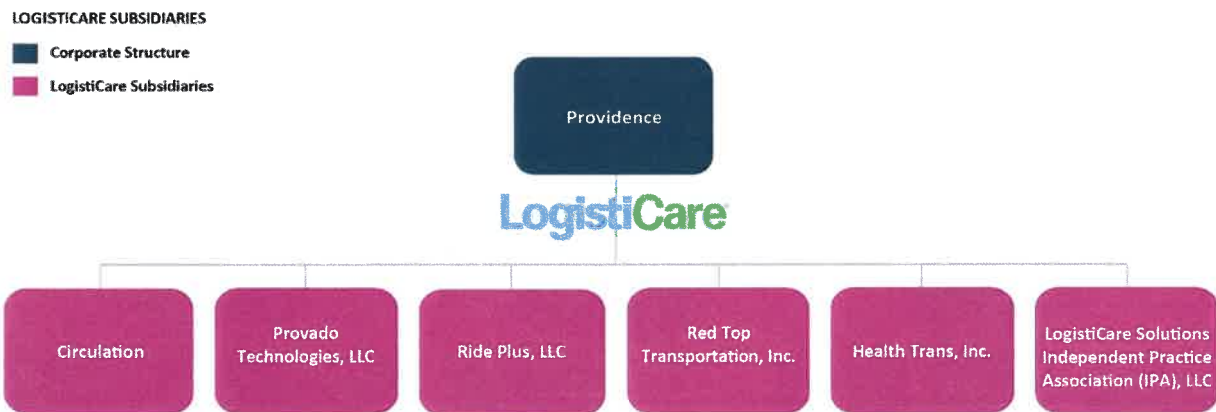 LOGISTICARE SUBSIDIARIES
Corporate Structure
LogistiCare Subsidiaries
Providence
LogistiCare
Circulation
Provado
Technologies, LLC
Ride Plus, LLC
Red Top
Transportation, Inc.
Health Trans, Inc.
LogistiCare Solutions
Independent Practice
Association (IPA), LLC